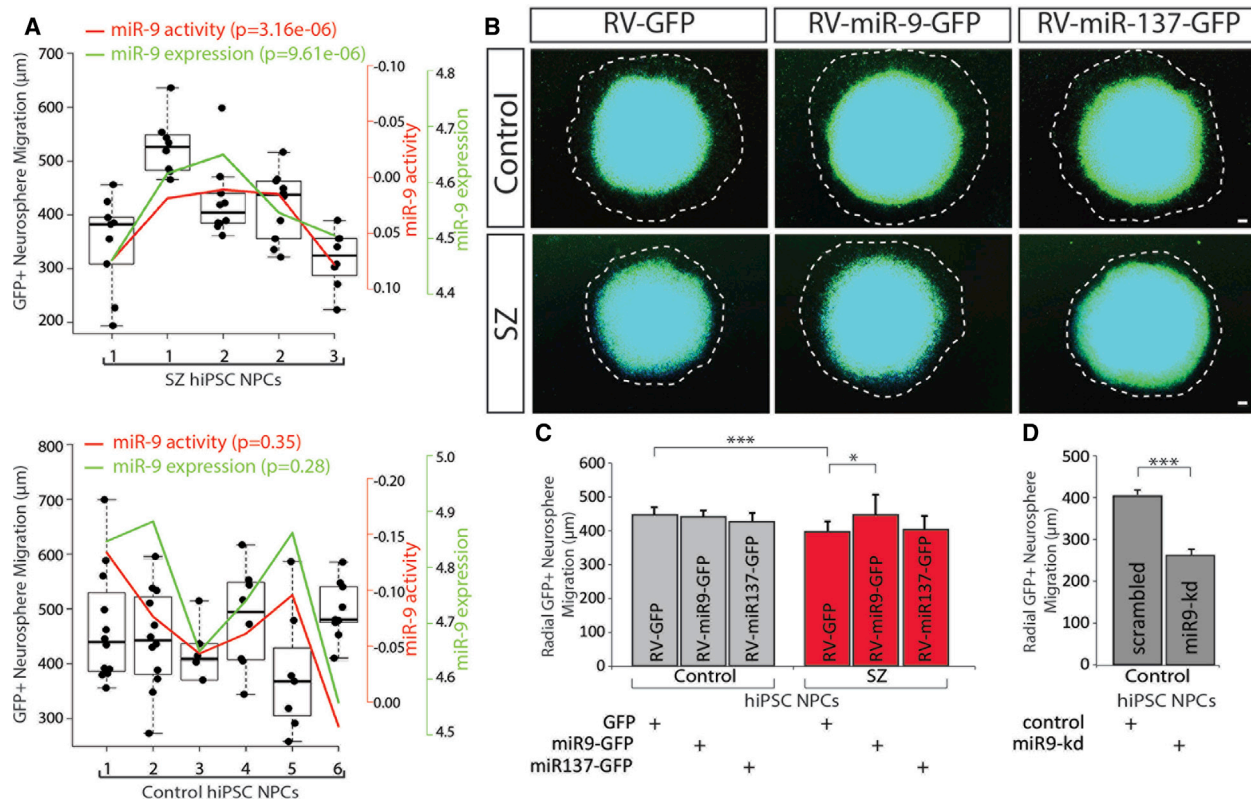 A
miR-9 activity (p=3.16e-06)
miR-9 expression (p=9.61e-06)
GFP+ Neurosphere Migration (µm)
700
600
500
400
300
200
-0.10
-0.05
0.00
0.05
0.10
miR-9 activity
4.8
4.7
4.6
4.5
4.4
miR-9 expression
1 1 2 2 3
SZ hiPSC NPCs
miR-9 activity (p=0.35)
miR-9 expression (p=0.28)
GFP+ Neurosphere Migration (µm)
800
700
600
500
400
300
-0.20
-0.15
-0.10
-0.05
0.00
miR-9 activity
5.0
4.9
4.8
4.7
4.6
4.5
miR-9 expression
1 2 3 4 5 6
Control hiPSC NPCs
B
RV-GFP RV-miR-9-GFP RV-miR-137-GFP
Control
SZ
C
Radial GFP+ Neurosphere
Migration (µm)
600
500
400
300
200
100
0
***
*
RV-GFP
RV-miR9-GFP
RV-miR137-GFP
RV-GFP
RV-miR9-GFP
RV-miR137-GFP
Control SZ
hiPSC NPCs
GFP + +
miR9-GFP + +
miR137-GFP + +
D
Radial GFP+ Neurosphere
Migration (µm)
400
300
200
100
0
***
scrambled
miR9-kd
Control
hiPSC NPCs
control +
miR9-kd +